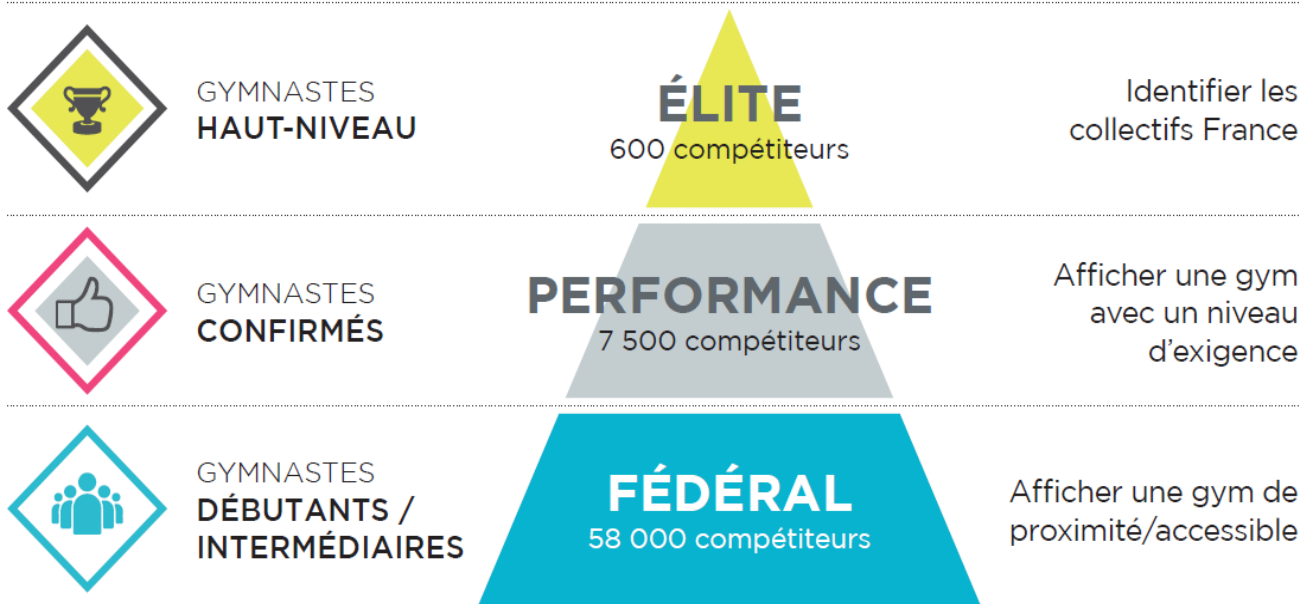 GYMNASTES
HAUT-NIVEAU
ÉLITE
600 compétiteurs
Identifier les
collectifs France
GYMNASTES
CONFIRMÉS
PERFORMANCE
7 500 compétiteurs
Afficher une gym
avec un niveau
d’exigence
GYMNASTES
DÉBUTANTS /
INTERMÉDIAIRES
FÉDÉRAL
58 000 compétiteurs
Afficher une gym de
proximité/accessible